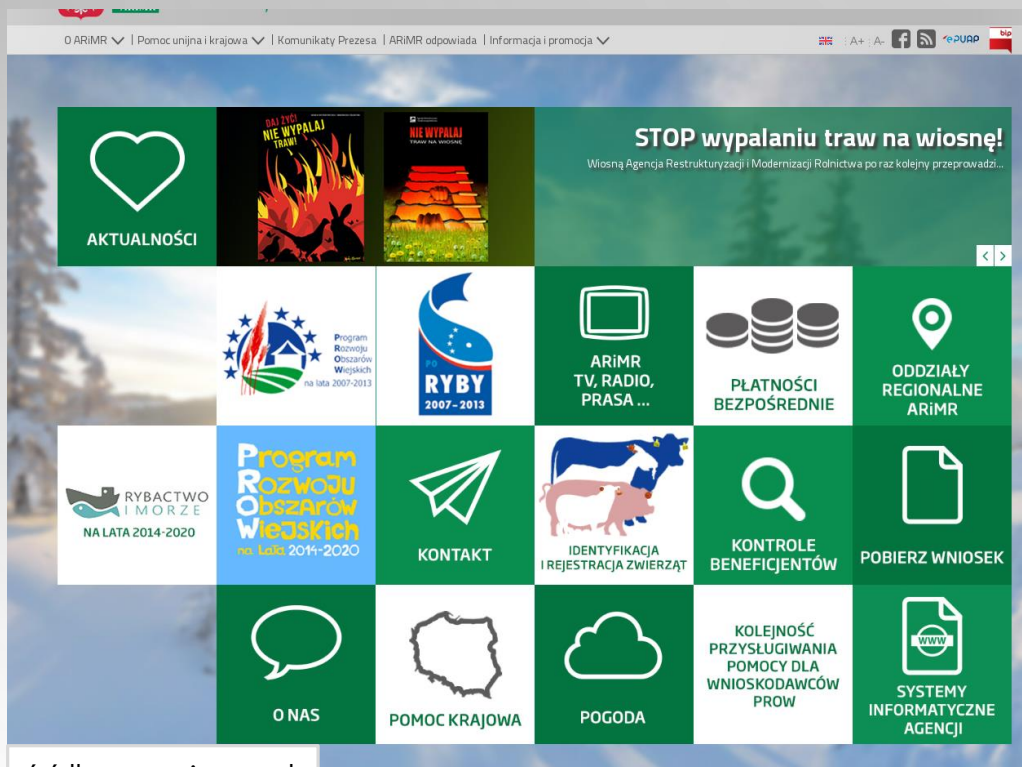 O ARiMR | Pomoc unijna i krajowa | Komunikaty Prezesa | ARiMR odpowiada | Informacja i promocja
A+ A- ePUAP bip
AKTUALNOŚCI
DAJ ŻYĆ!
NIE WYPALAJ
TRAW!
NIE WYPALAJ
TRAW NA WIOSNĘ
STOP wypalaniu traw na wiosnę!
Wiosną Agencja Restrukturyzacji i Modernizacji Rolnictwa po raz kolejny przeprowadzi...
Program
Rozwoju
Obszarów
Wiejskich
na lata 2007-2013
PO
RYBY
2007-2013
ARiMR
TV, RADIO,
PRASA ...
PŁATNOŚCI
BEZPOŚREDNIE
ODDZIAŁY
REGIONALNE
ARiMR
RYBACTWO
I MORZE
NA LATA 2014-2020
Program
Rozwoju
Obszarów
Wiejskich
na Lata 2014-2020
KONTAKT
IDENTYFIKACJA
I REJESTRACJA ZWIERZĄT
KONTROLE
BENEFICJENTÓW
POBIERZ WNIOSEK
O NAS
POMOC KRAJOWA
POGODA
KOLEJNOŚĆ
PRZYSŁUGIWANIA
POMOCY DLA
WNIOSKODAWCÓW
PROW
WWW
SYSTEMY
INFORMATYCZNE
AGENCJI